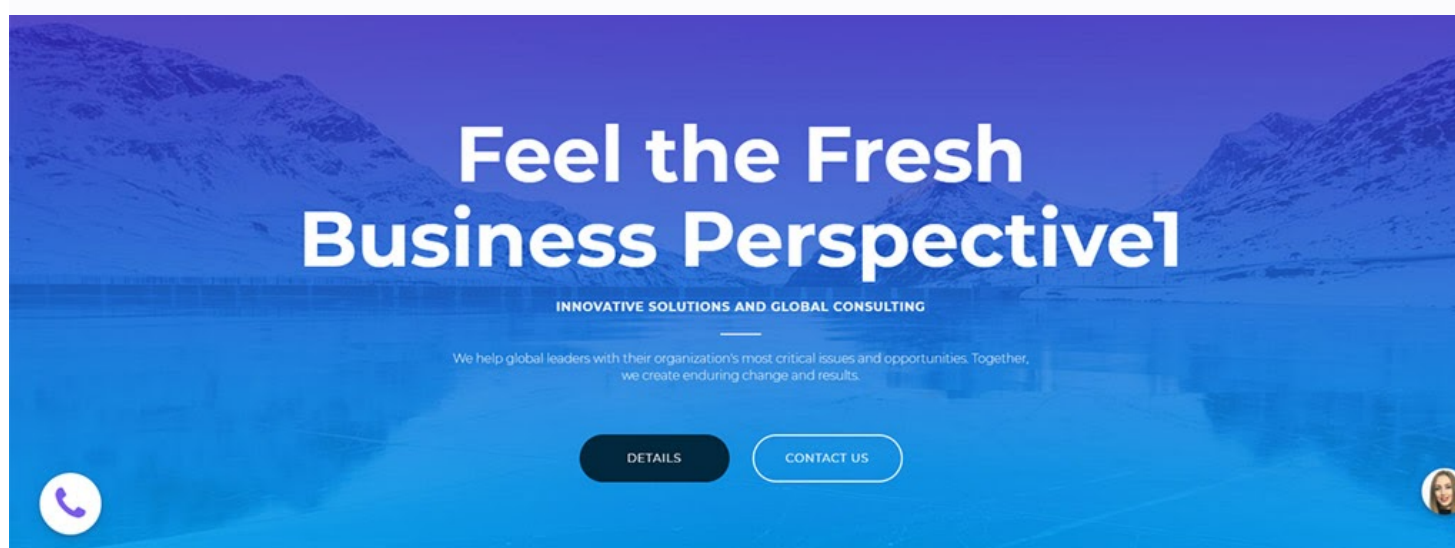 Feel the Fresh
Business Perspective1
INNOVATIVE SOLUTIONS AND GLOBAL CONSULTING
We help global leaders with their organization's most critical issues and opportunities. Together,
we create enduring change and results.
DETAILS
CONTACT US